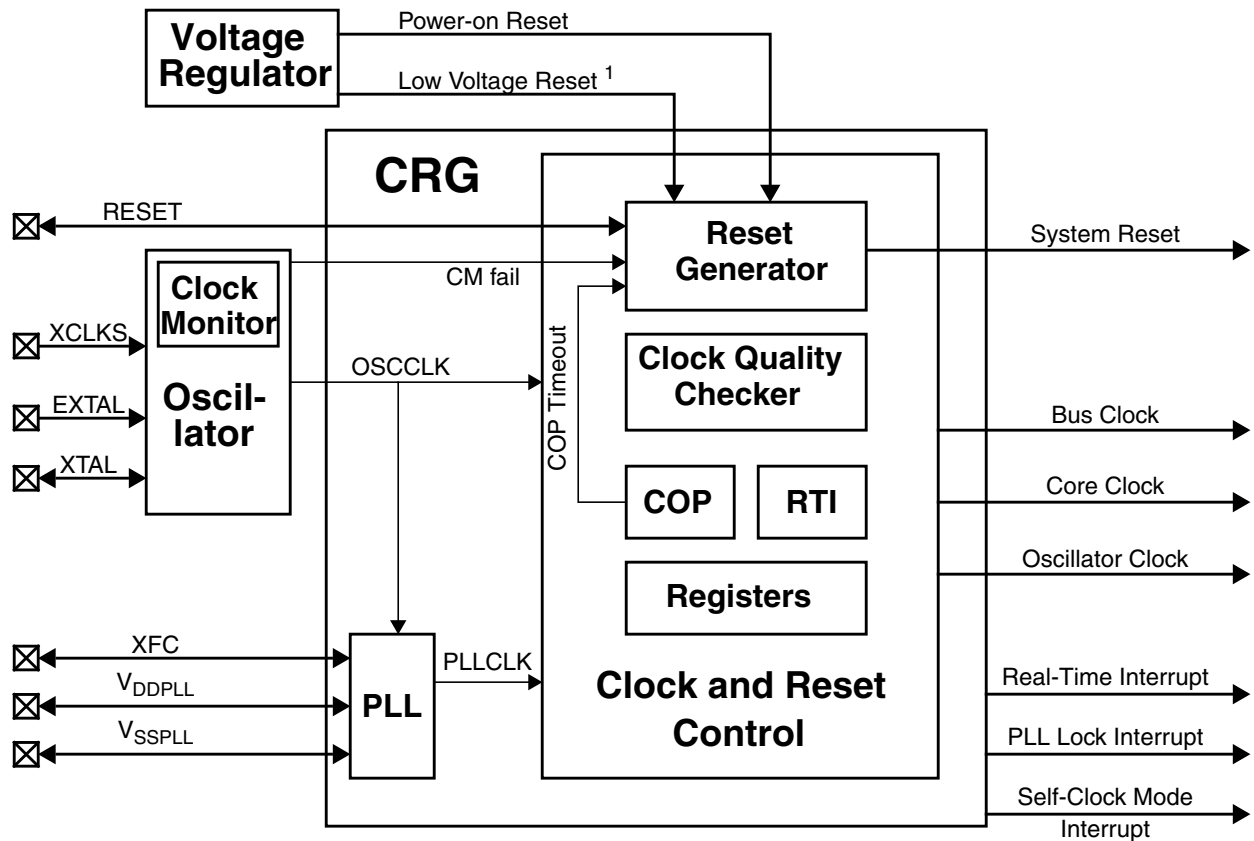 Voltage
Regulator
Power-on Reset
Low Voltage Reset 1
CRG
RESET
Reset
Generator
System Reset
CM fail
Clock
Monitor
XCLKS
OSCCLK
COP Timeout
Clock Quality
Checker
Oscil-
lator
EXTAL
Bus Clock
XTAL
COP
RTI
Core Clock
Oscillator Clock
Registers
XFC
VDDPLL
VSSPLL
PLL
PLLCLK
Clock and Reset
Control
Real-Time Interrupt
PLL Lock Interrupt
Self-Clock Mode
Interrupt